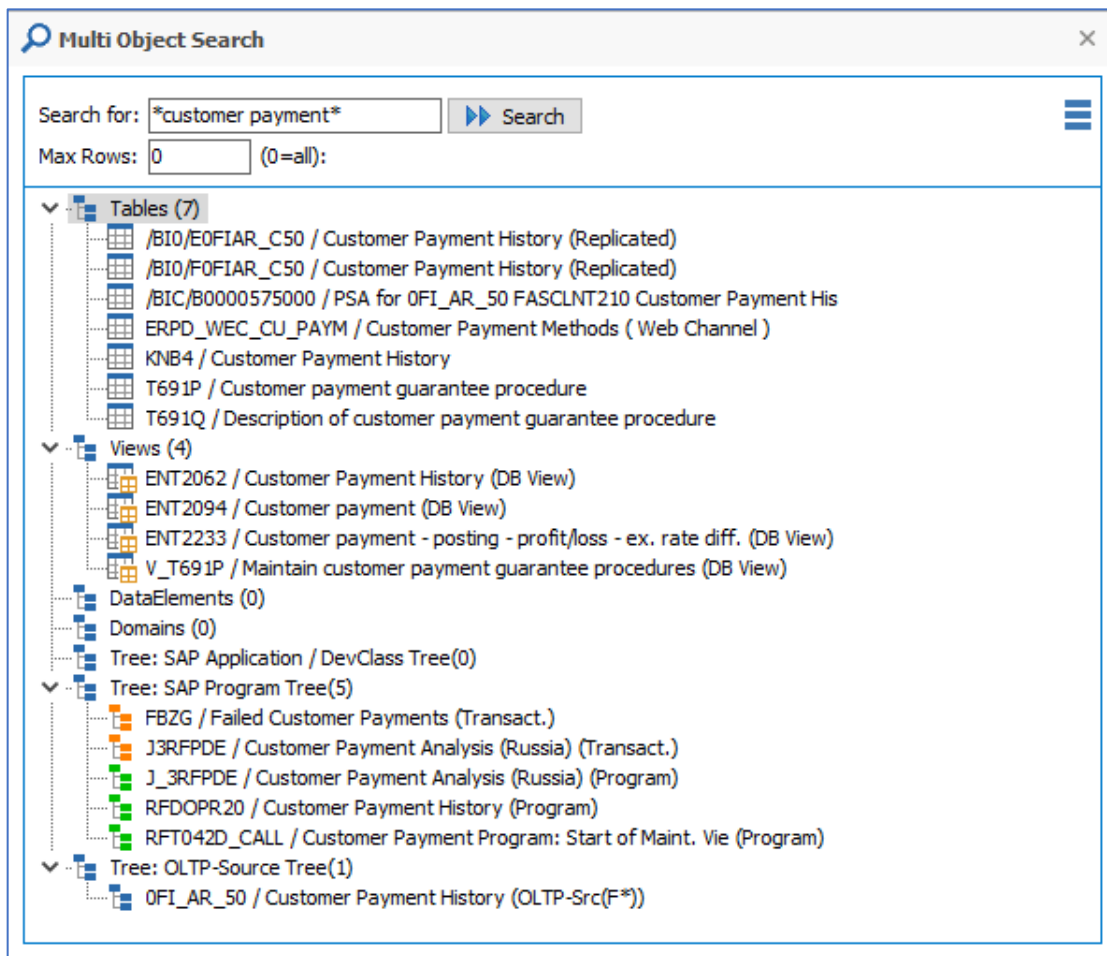 Multi Object Search
Search for: *customer payment* Search
Max Rows: 0 (0=all):
Tables (7)
/BI0/E0FIAR_C50 / Customer Payment History (Replicated)
/BI0/F0FIAR_C50 / Customer Payment History (Replicated)
/BIC/B0000575000 / PSA for 0FI_AR_50 FASCLNT210 Customer Payment His
ERPD_WEC_CU_PAYM / Customer Payment Methods ( Web Channel )
KNB4 / Customer Payment History
T691P / Customer payment guarantee procedure
T691Q / Description of customer payment guarantee procedure
Views (4)
ENT2062 / Customer Payment History (DB View)
ENT2094 / Customer payment (DB View)
ENT2233 / Customer payment - posting - profit/loss - ex. rate diff. (DB View)
V_T691P / Maintain customer payment guarantee procedures (DB View)
DataElements (0)
Domains (0)
Tree: SAP Application / DevClass Tree(0)
Tree: SAP Program Tree(5)
FBZG / Failed Customer Payments (Transact.)
J3RFPDE / Customer Payment Analysis (Russia) (Transact.)
J_3RFPDE / Customer Payment Analysis (Russia) (Program)
RFDOPR20 / Customer Payment History (Program)
RFT042D_CALL / Customer Payment Program: Start of Maint. Vie (Program)
Tree: OLTP-Source Tree(1)
0FI_AR_50 / Customer Payment History (OLTP-Src(F*))